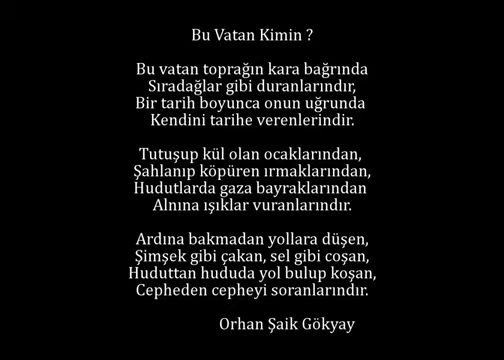 Bu Vatan Kimin ?
Bu vatan toprağın kara bağrında
Sıradağlar gibi duranlarındır,
Bir tarih boyunca onun uğrunda
Kendini tarihe verenlerindir.
Tutuşup kül olan ocaklarından,
Şahlanıp köpüren ırmaklarından,
Hudutlarda gaza bayraklarından
Alnına ışıklar vuranlarındır.
Ardına bakmadan yollara düşen,
Şimşek gibi çakan, sel gibi coşan,
Huduttan hududa yol bulup koşan,
Cepheden cepheyi soranlarındır.
Orhan Şaik Gökyay